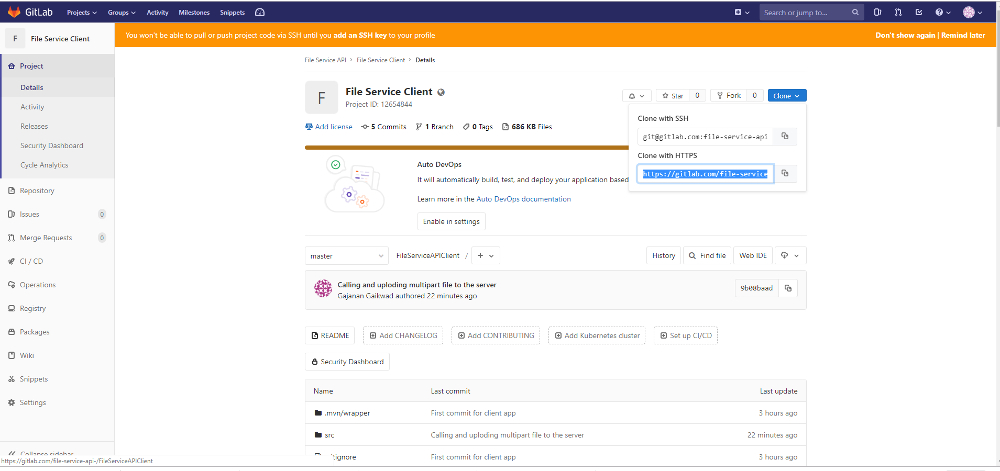 GitLab Projects Groups Activity Milestones Snippets Search or jump to...
F File Service Client
You won't be able to pull or push project code via SSH until you add an SSH key to your profile Don't show again | Remind later
Project
Details
Activity
Releases
Security Dashboard
Cycle Analytics
Repository
Issues 0
Merge Requests 0
CI / CD
Operations
Registry
Packages
Wiki
Snippets
Settings
Collapse sidebar
https://gitlab.com/file-service-api-/FileServiceAPIClient
File Service API > File Service Client > Details
F
File Service Client
Project ID: 12654844
Star 0 Fork 0 Clone
Add license 5 Commits 1 Branch 0 Tags 686 KB Files
Clone with SSH
git@gitlab.com:file-service-api
Clone with HTTPS
https://gitlab.com/file-service
Auto DevOps
It will automatically build, test, and deploy your application based
Learn more in the Auto DevOps documentation
Enable in settings
master FileServiceAPIClient / + History Find file Web IDE
Calling and uploding multipart file to the server
Gajanan Gaikwad authored 22 minutes ago
9b08baad
README Add CHANGELOG Add CONTRIBUTING Add Kubernetes cluster Set up CI/CD
Security Dashboard
Name Last commit Last update
.mvn/wrapper First commit for client app 3 hours ago
src Calling and uploding multipart file to the server 22 minutes ago
tignore First commit for client app 3 hours ago